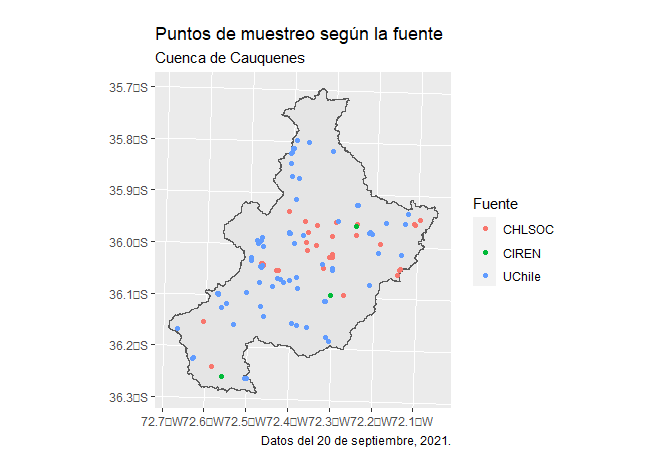 Puntos de muestreo según la fuente
Cuenca de Cauquenes
35.7▯S
35.8▯S
35.9▯S
36.0▯S
36.1▯S
36.2▯S
36.3▯S
72.7▯W72.6▯W72.5▯W72.4▯W72.3▯W72.2▯W72.1▯W
Fuente
CHLSOC
CIREN
UChile
Datos del 20 de septiembre, 2021.